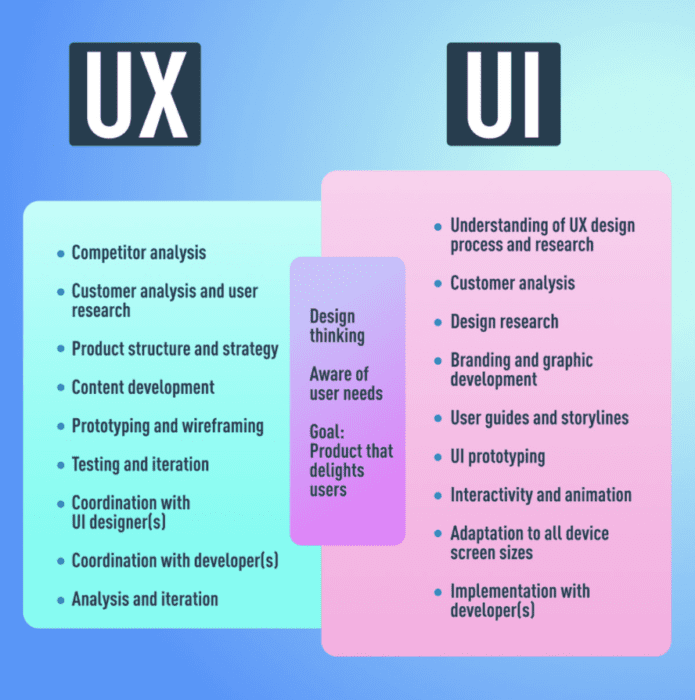 UX
UI
Competitor analysis
Customer analysis and user
research
Product structure and strategy
Content development
Prototyping and wireframing
Testing and iteration
Coordination with
UI designer(s)
Coordination with developer(s)
Analysis and iteration
Design
thinking
Aware of
user needs
Goal:
Product that
delights
users
Understanding of UX design
process and research
Customer analysis
Design research
Branding and graphic
development
User guides and storylines
UI prototyping
Interactivity and animation
Adaptation to all device
screen sizes
Implementation with
developer(s)